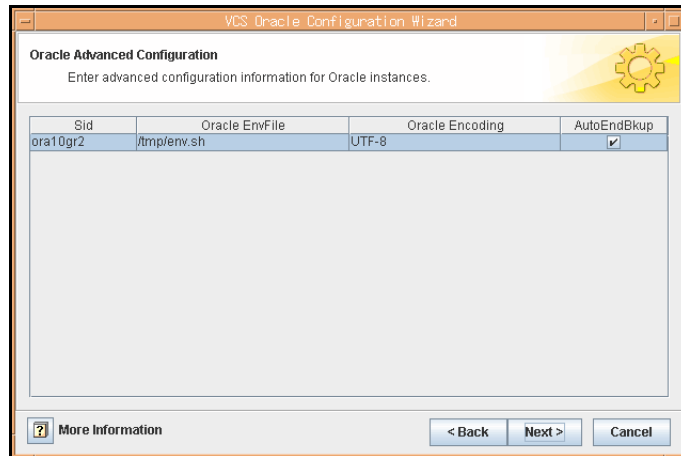 VCS Oracle Configuration Wizard
Oracle Advanced Configuration
Enter advanced configuration information for Oracle instances.
Sid Oracle EnvFile Oracle Encoding AutoEndBkup
ora10gr2 /tmp/env.sh UTF-8
? More Information < Back Next > Cancel